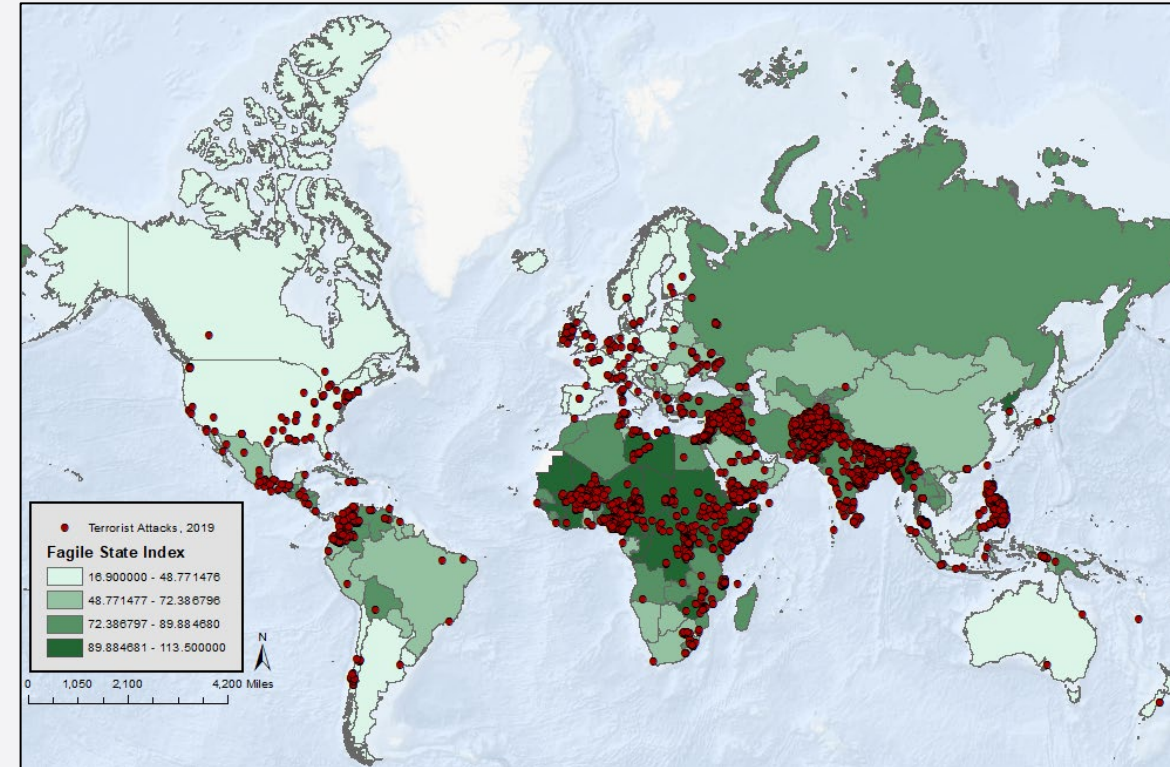 Terrorist Attacks, 2019
Fagile State Index
16.900000 - 48.771476
48.771477 - 72.386796
72.386797 - 89.884680
89.884681 - 113.500000
N
0 1,050 2,100 4,200 Miles